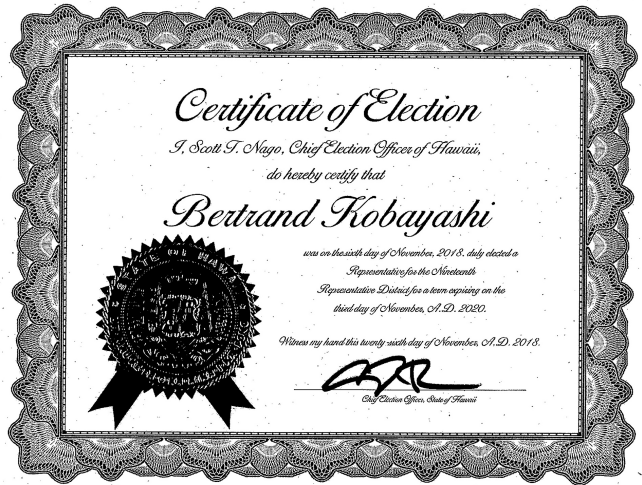 Certificate of Election
I, Scott T. Nago, Chief Election Officer of Hawaii,
do hereby certify that
Bertrand Kobayashi
was on the sixth day of November, 2018, duly elected a
Representative for the Nineteenth
Representative District for a term expiring on the
third day of November, A.D. 2020.
STATE OF HAWAII
Witness my hand this twenty-sixth day of November, A.D. 2018.
Chief Election Officer, State of Hawaii